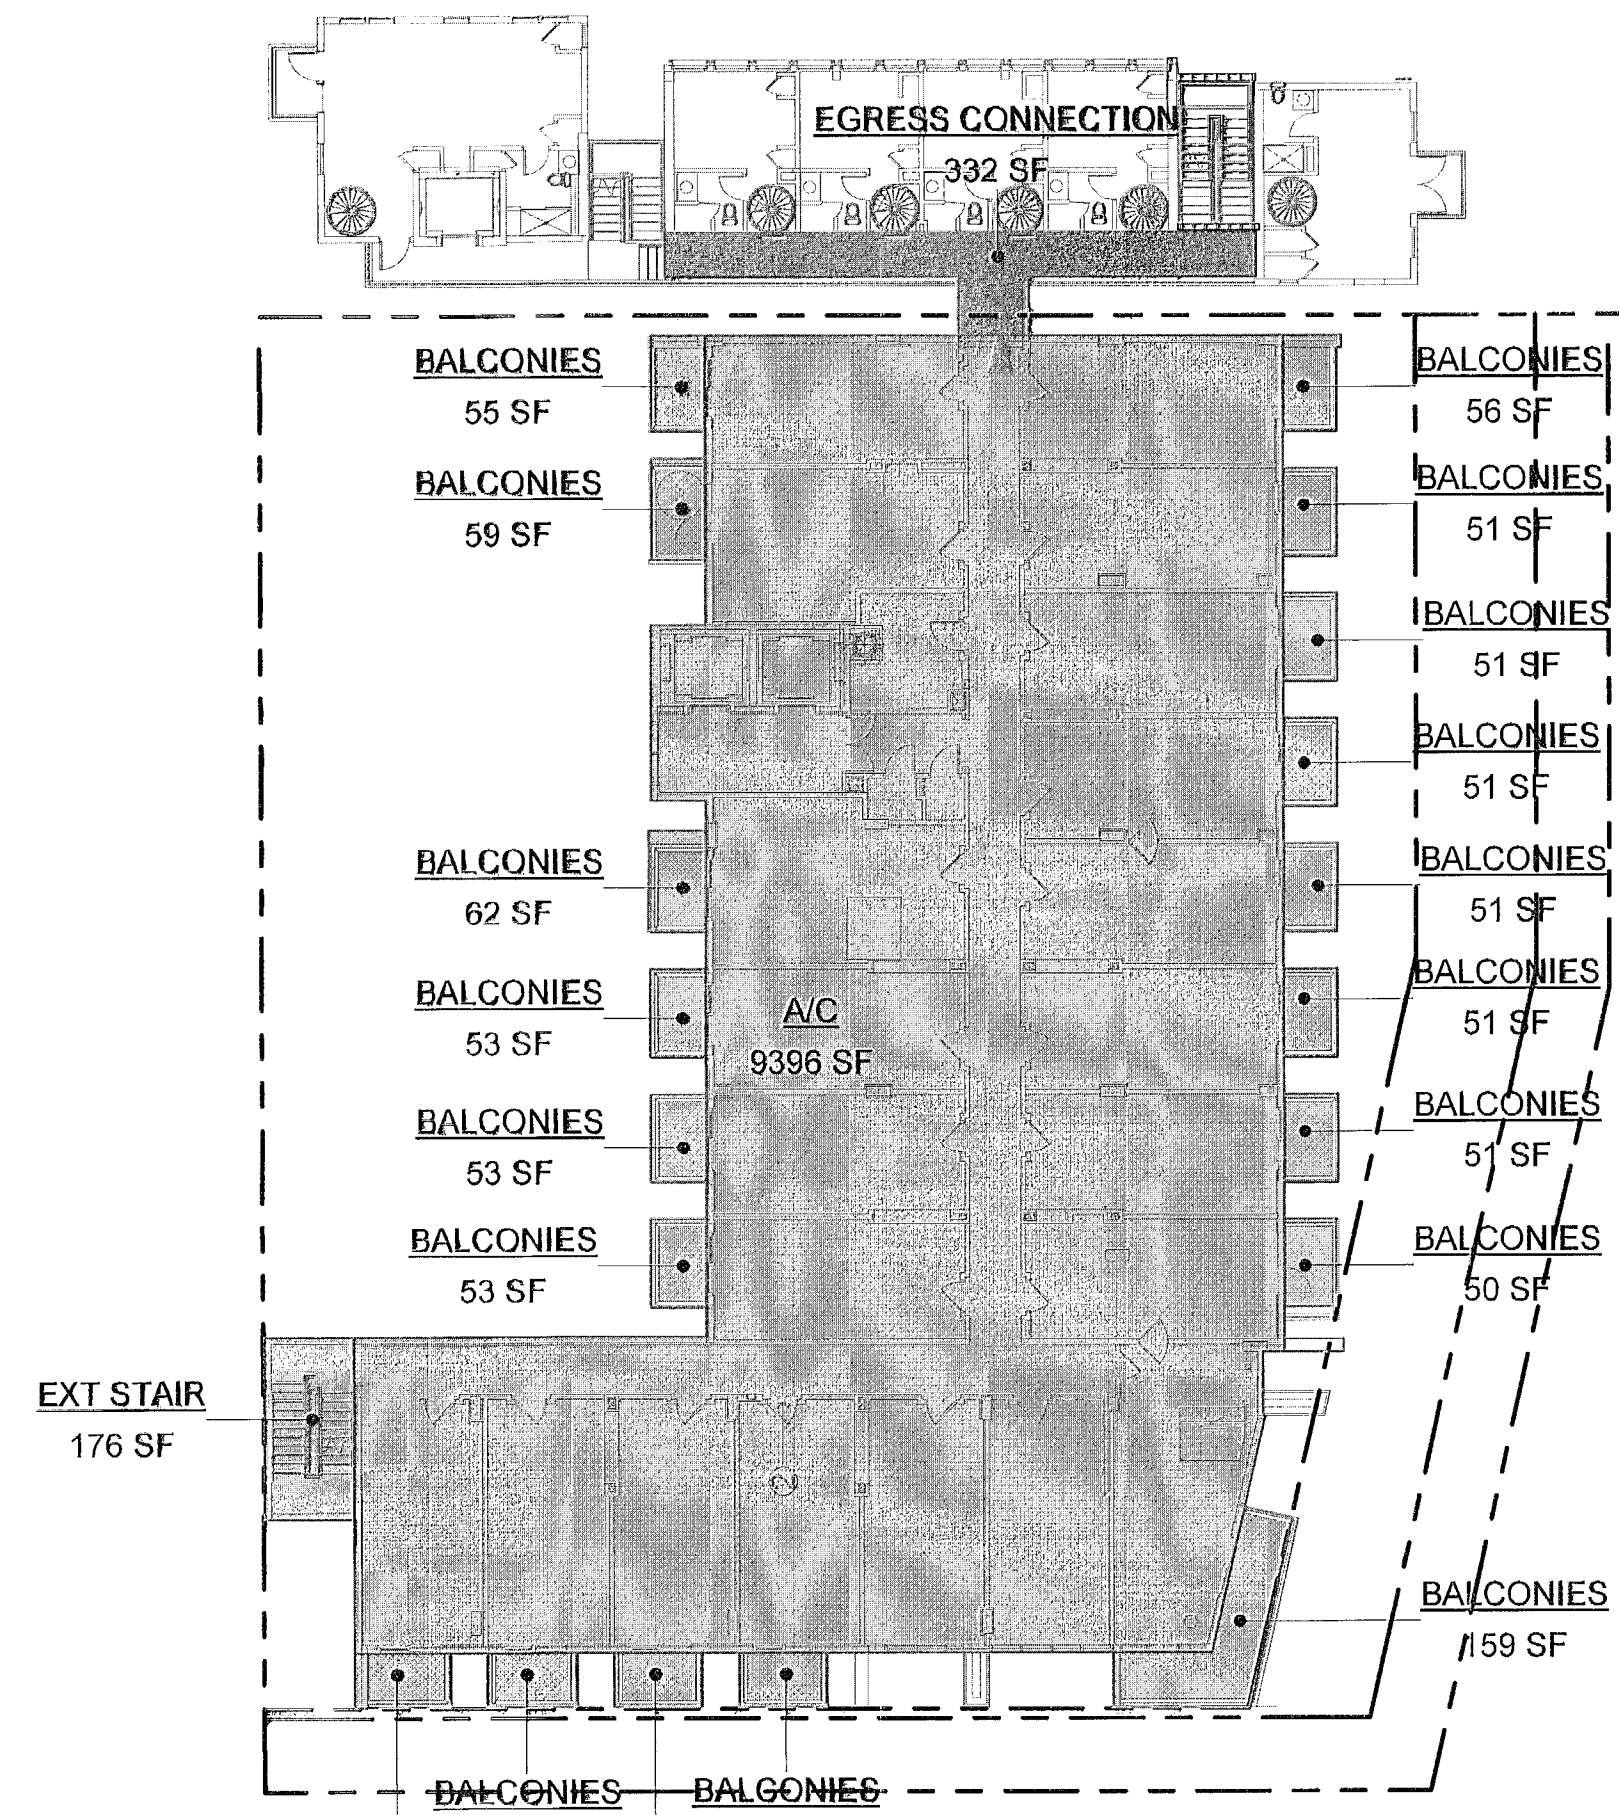 EGRESS CONNECTION
332 SF
BALCONIES
55 SF
BALCONIES
56 SF
BALCONIES
59 SF
BALCONIES
51 SF
BALCONIES
51 SF
BALCONIES
51 SF
BALCONIES
62 SF
BALCONIES
51 SF
BALCONIES
53 SF
A/C
9396 SF
BALCONIES
51 SF
BALCONIES
53 SF
BALCONIES
51 SF
BALCONIES
53 SF
BALCONIES
50 SF
EXT STAIR
176 SF
2
BALCONIES
159 SF
BALCONIES
BALCONIES